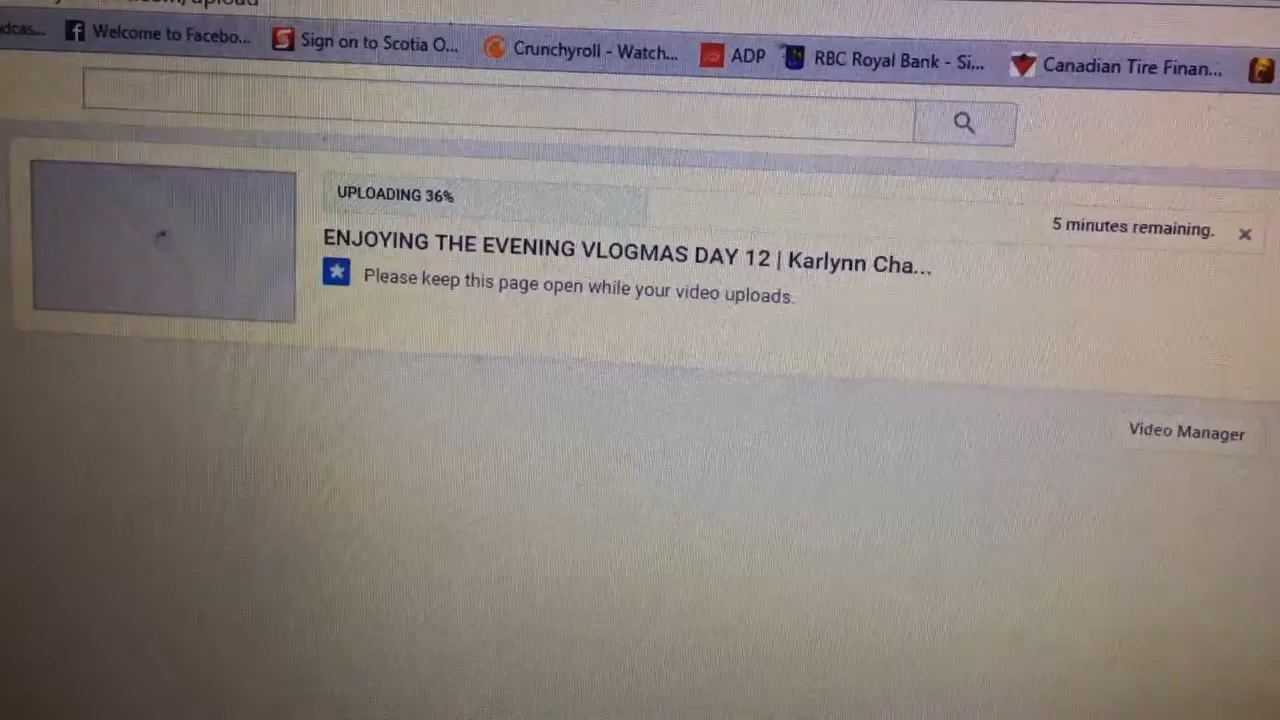 upload
dcas... Welcome to Facebo... Sign on to Scotia O... Crunchyroll - Watch... ADP RBC Royal Bank - Si... Canadian Tire Finan...
UPLOADING 36%
5 minutes remaining.
ENJOYING THE EVENING VLOGMAS DAY 12 | Karlynn Cha...
Please keep this page open while your video uploads.
Video Manager